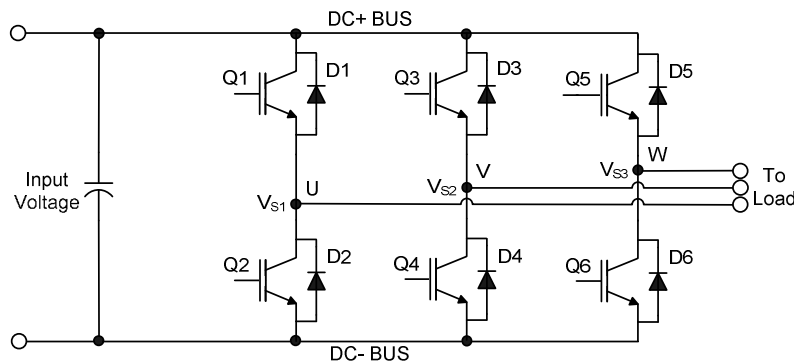 DC+ BUS
Q1
D1
Q3
D3
Q5
D5
Input
Voltage
VS1
U
VS2
V
VS3
W
To
Load
Q2
D2
Q4
D4
Q6
D6
DC- BUS